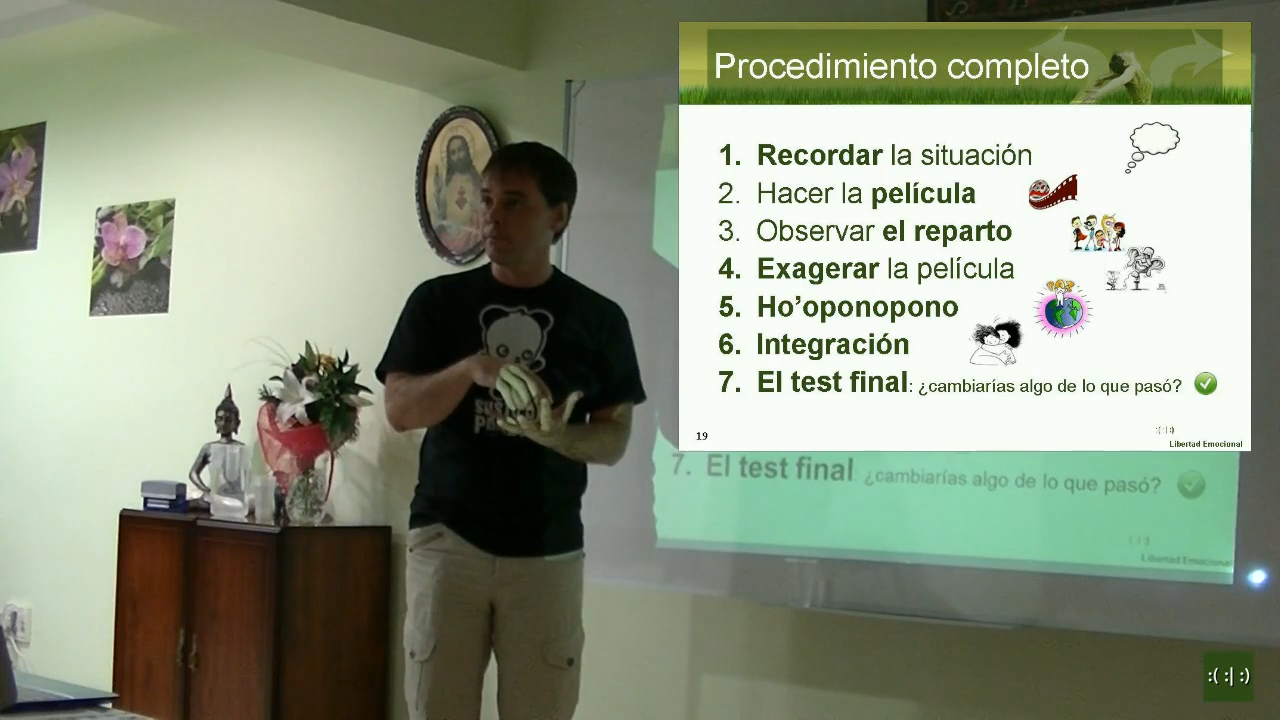 Procedimiento completo
1. Recordar la situación
2. Hacer la película
3. Observar el reparto
4. Exagerar la película
5. Ho'oponopono
6. Integración
7. El test final: ¿cambiarías algo de lo que pasó?
19
:(:|:)
Libertad Emocional
7. El test final: ¿cambiarías algo de lo que pasó?
Libertad Emocional
:( :| :)